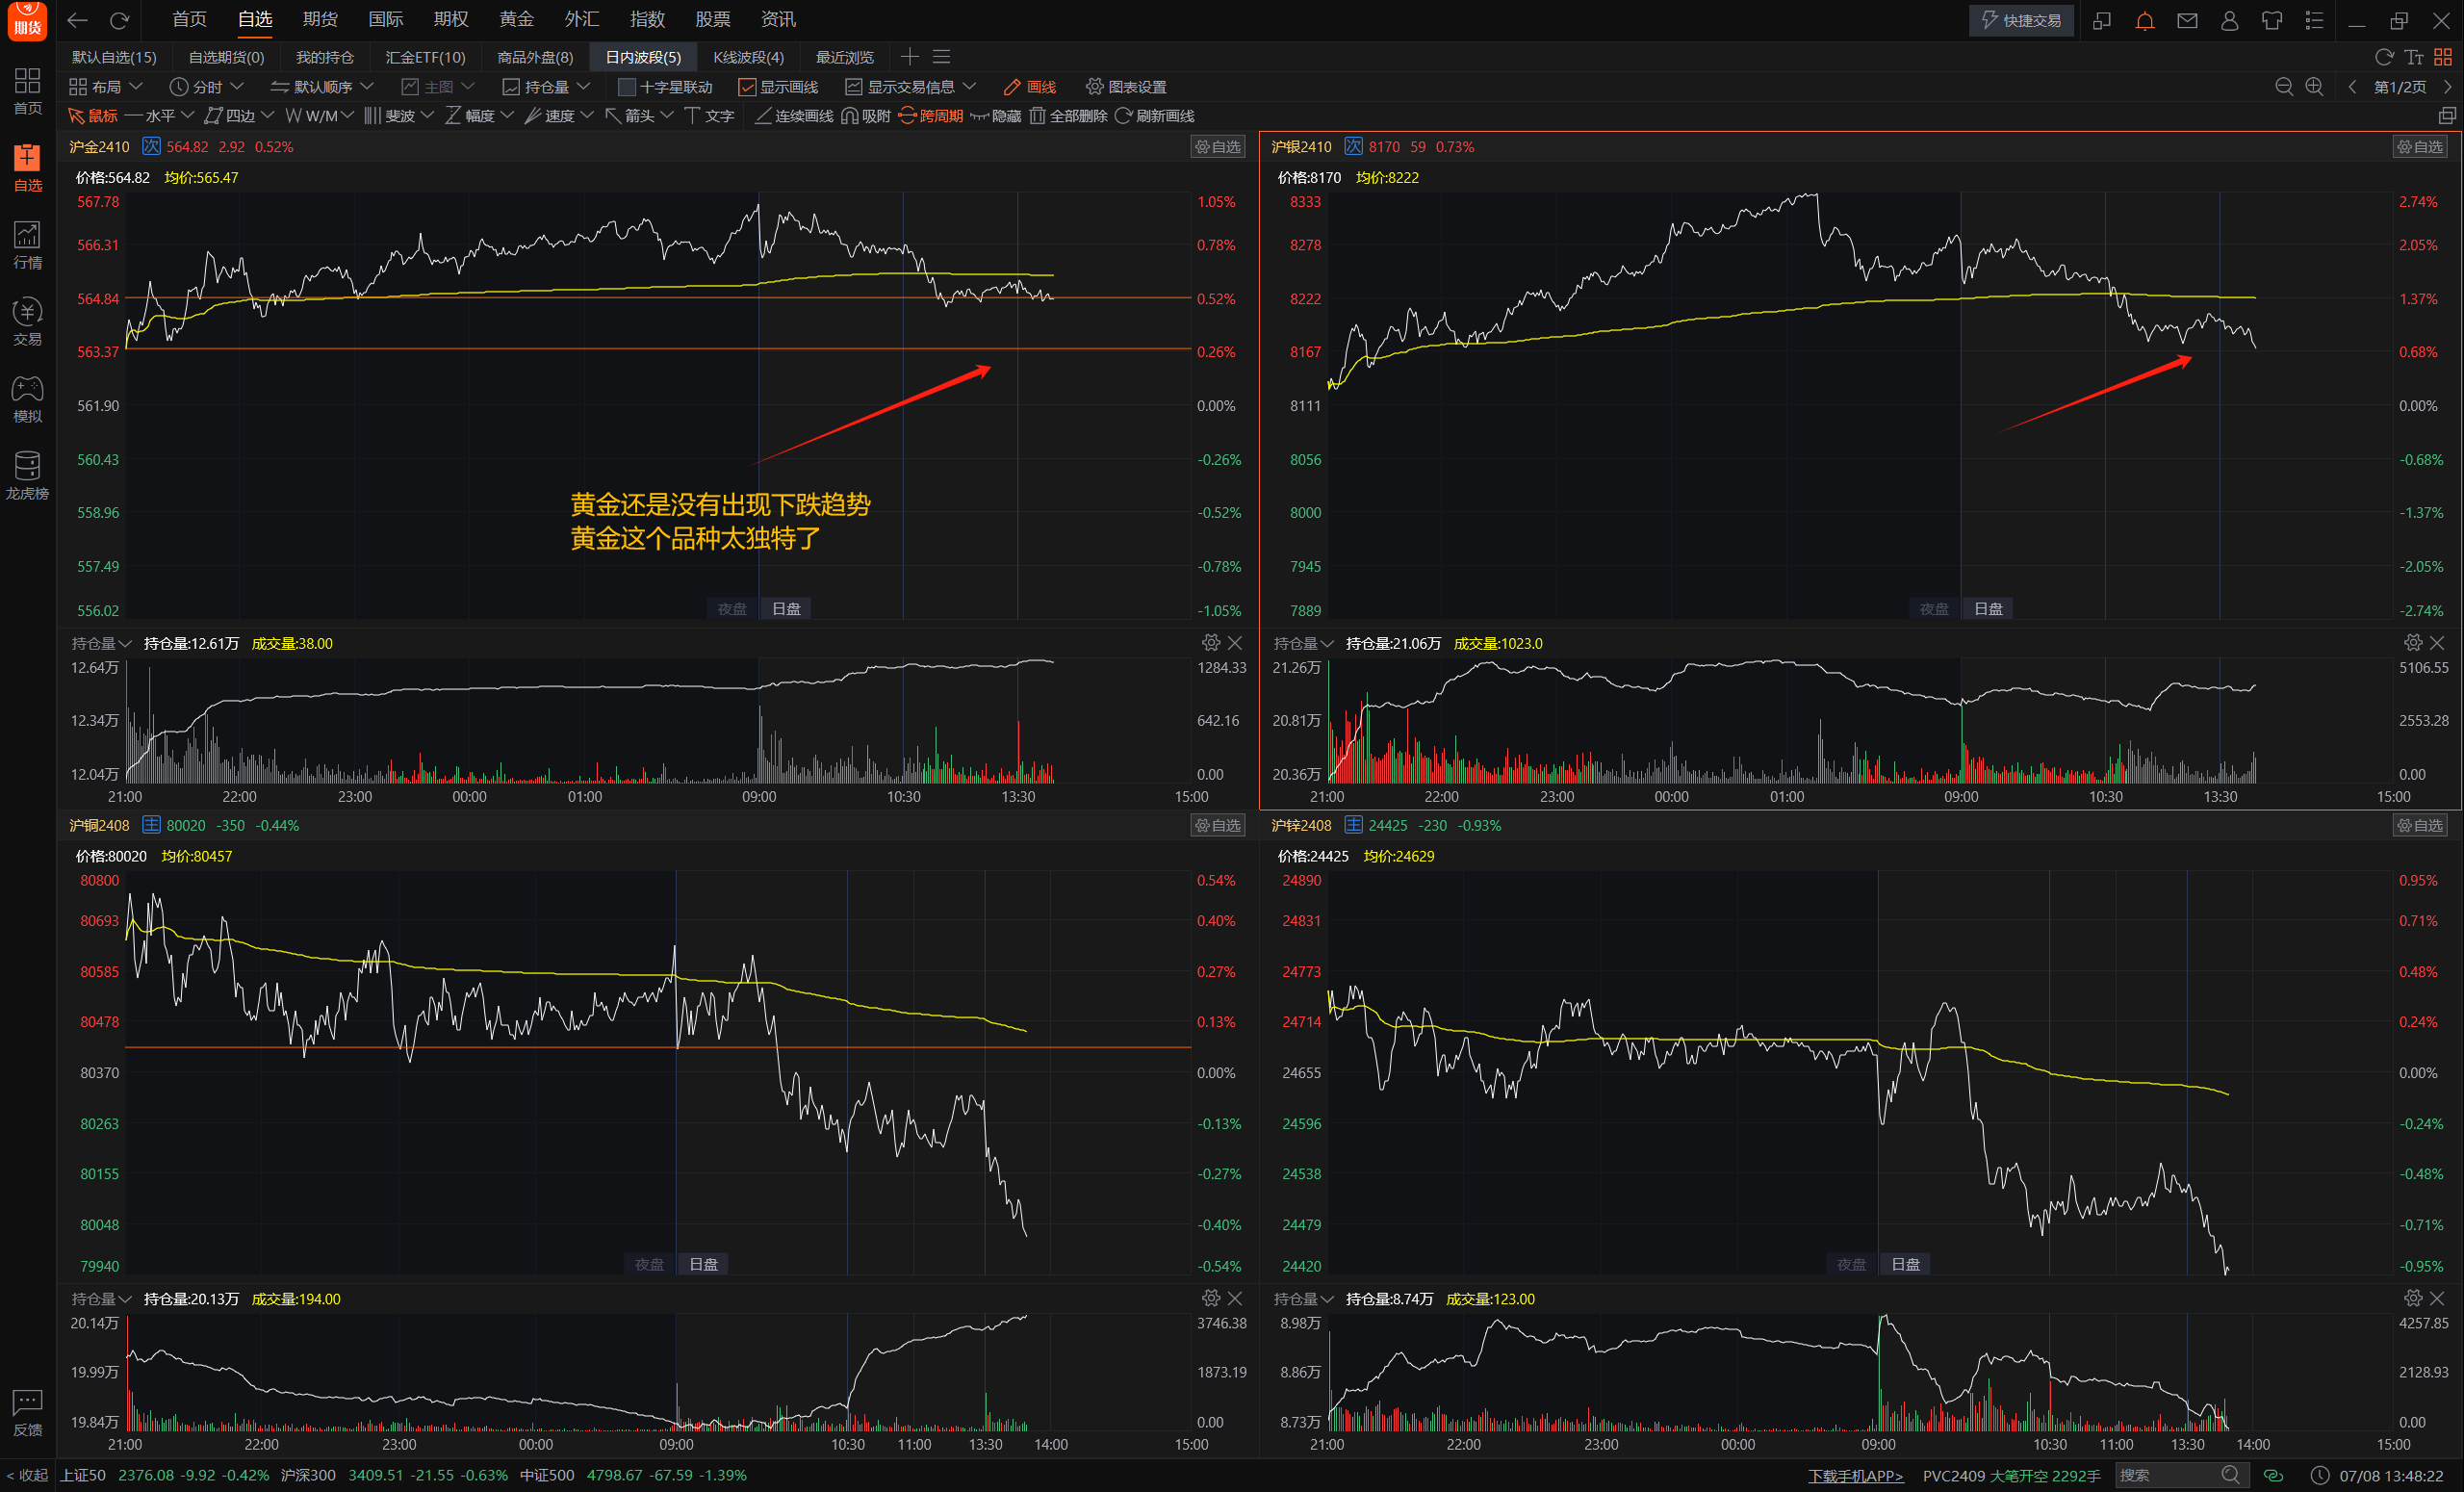 期货
首页 自选 期货 国际 期权 黄金 外汇 指数 股票 资讯 快捷交易
默认自选(15) 自选期货(0) 我的持仓 汇金ETF(10) 商品外盘(8) 日内波段(5) K线波段(4) 最近浏览
布局 分时 默认顺序 主图 持仓量 十字星联动 显示画线 显示交易信息 画线 图表设置 第1/2页
鼠标 水平 四边 W/M 斐波 幅度 速度 箭头 文字 连续画线 吸附 跨周期 隐藏 全部删除 刷新画线
首页
自选
行情
交易
模拟
龙虎榜
反馈
沪金2410 次 564.82 2.92 0.52% 自选
价格:564.82 均价:565.47
567.78 1.05%
566.31 0.78%
564.84 0.52%
563.37 0.26%
561.90 0.00%
560.43 -0.26%
558.96 -0.52%
557.49 -0.78%
556.02 -1.05%
黄金还是没有出现下跌趋势
黄金这个品种太独特了
夜盘 日盘
持仓量 持仓量:12.61万 成交量:38.00
12.64万 1284.33
12.34万 642.16
12.04万 0.00
21:00 22:00 23:00 00:00 01:00 09:00 10:30 13:30 15:00
沪银2410 次 8170 59 0.73% 自选
价格:8170 均价:8222
8333 2.74%
8278 2.05%
8222 1.37%
8167 0.68%
8111 0.00%
8056 -0.68%
8000 -1.37%
7945 -2.05%
7889 -2.74%
夜盘 日盘
持仓量 持仓量:21.06万 成交量:1023.0
21.26万 5106.55
20.81万 2553.28
20.36万 0.00
21:00 22:00 23:00 00:00 01:00 09:00 10:30 13:30 15:00
沪铜2408 主 80020 -350 -0.44% 自选
价格:80020 均价:80457
80800 0.54%
80693 0.40%
80585 0.27%
80478 0.13%
80370 0.00%
80263 -0.13%
80155 -0.27%
80048 -0.40%
79940 -0.54%
夜盘 日盘
持仓量 持仓量:20.13万 成交量:194.00
20.14万 3746.38
19.99万 1873.19
19.84万 0.00
21:00 22:00 23:00 00:00 09:00 10:30 11:00 13:30 14:00 15:00
沪锌2408 主 24425 -230 -0.93% 自选
价格:24425 均价:24629
24890 0.95%
24831 0.71%
24773 0.48%
24714 0.24%
24655 0.00%
24596 -0.24%
24538 -0.48%
24479 -0.71%
24420 -0.95%
夜盘 日盘
持仓量 持仓量:8.74万 成交量:123.00
8.98万 4257.85
8.86万 2128.93
8.73万 0.00
21:00 22:00 23:00 00:00 09:00 10:30 11:00 13:30 14:00 15:00
< 收起 上证50 2376.08 -9.92 -0.42% 沪深300 3409.51 -21.55 -0.63% 中证500 4798.67 -67.59 -1.39% 下载手机APP> PVC2409 大笔开空 2292手 搜索 07/08 13:48:22